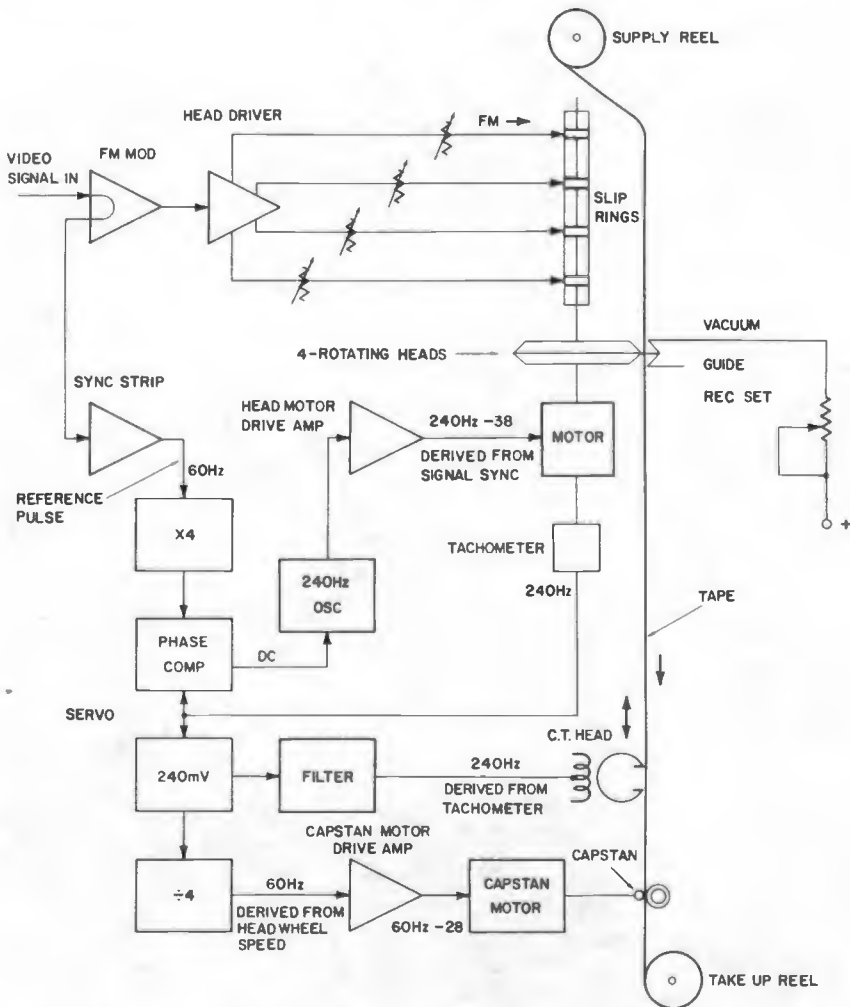 SUPPLY REEL
HEAD DRIVER
FM →
FM MOD
VIDEO
SIGNAL IN
SLIP
RINGS
VACUUM
4-ROTATING HEADS
GUIDE
SYNC STRIP
REC SET
HEAD MOTOR
DRIVE AMP
240Hz -38
DERIVED FROM
SIGNAL SYNC
MOTOR
60Hz
REFERENCE
PULSE
X4
TACHOMETER
240Hz
+
240Hz
OSC
TAPE
PHASE
COMP
DC
SERVO
C.T. HEAD
240mV
FILTER
240Hz
DERIVED FROM
TACHOMETER
CAPSTAN MOTOR
DRIVE AMP
CAPSTAN
÷4
60Hz
DERIVED FROM
HEAD WHEEL
SPEED
60Hz -28
CAPSTAN
MOTOR
TAKE UP REEL